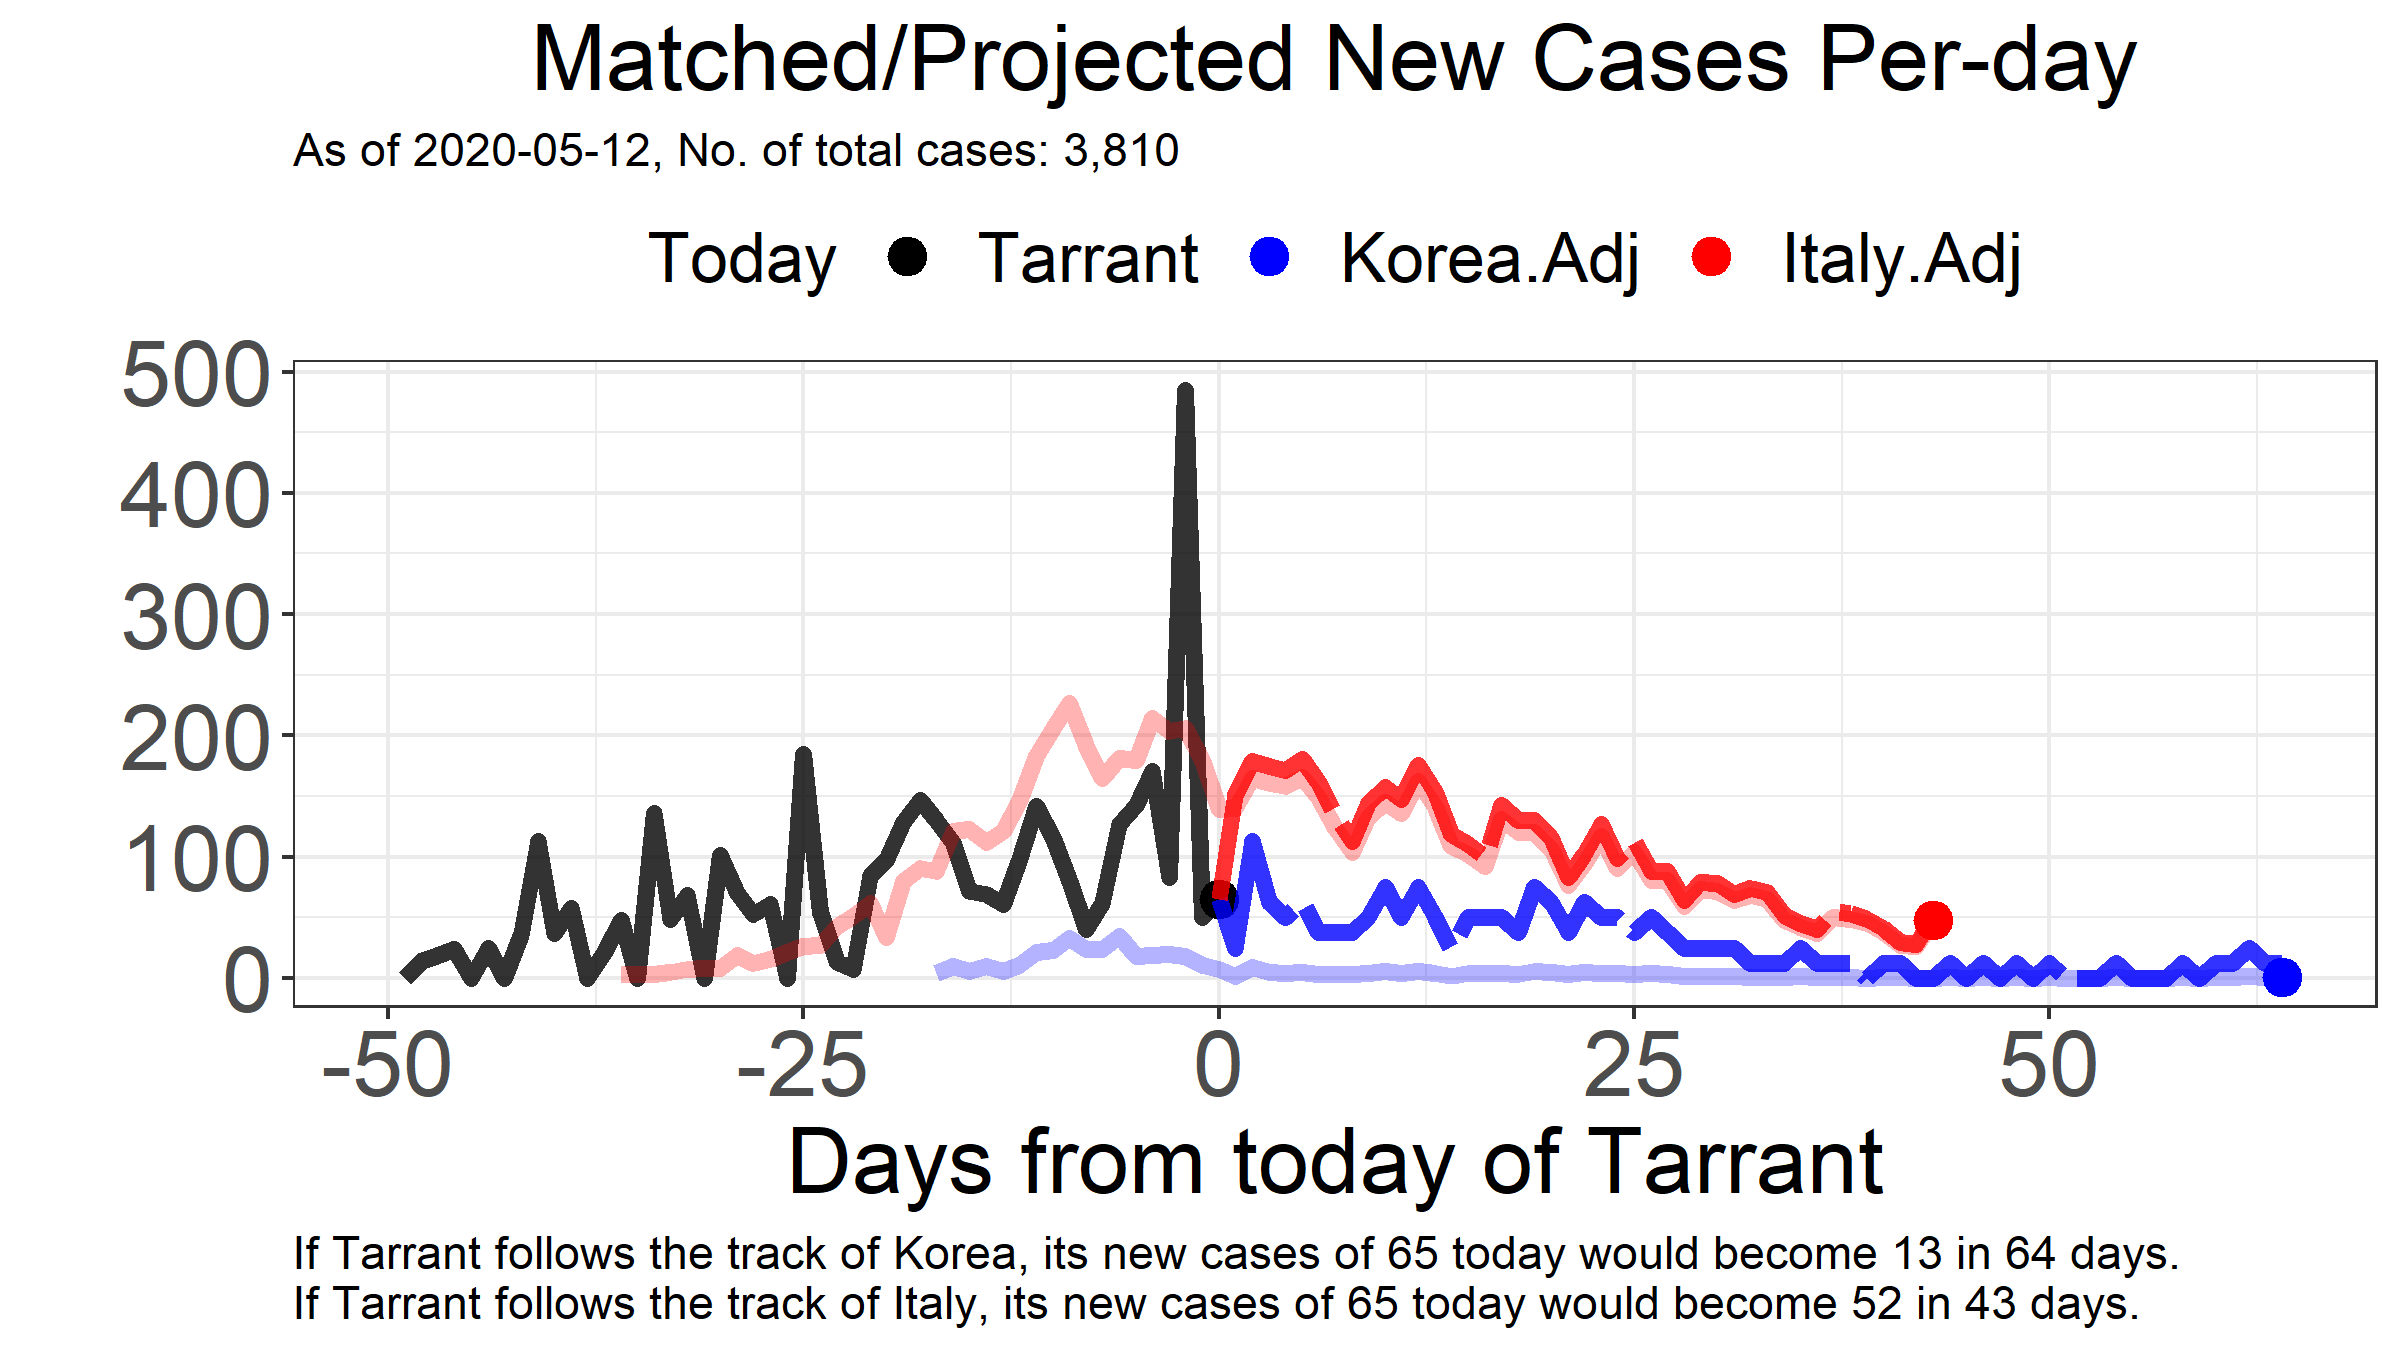 Matched/Projected New Cases Per-day
As of 2020-05-12, No. of total cases: 3,810
Today Tarrant Korea.Adj Italy.Adj
500
400
300
200
100
0
-50 -25 0 25 50
Days from today of Tarrant
If Tarrant follows the track of Korea, its new cases of 65 today would become 13 in 64 days.
If Tarrant follows the track of Italy, its new cases of 65 today would become 52 in 43 days.